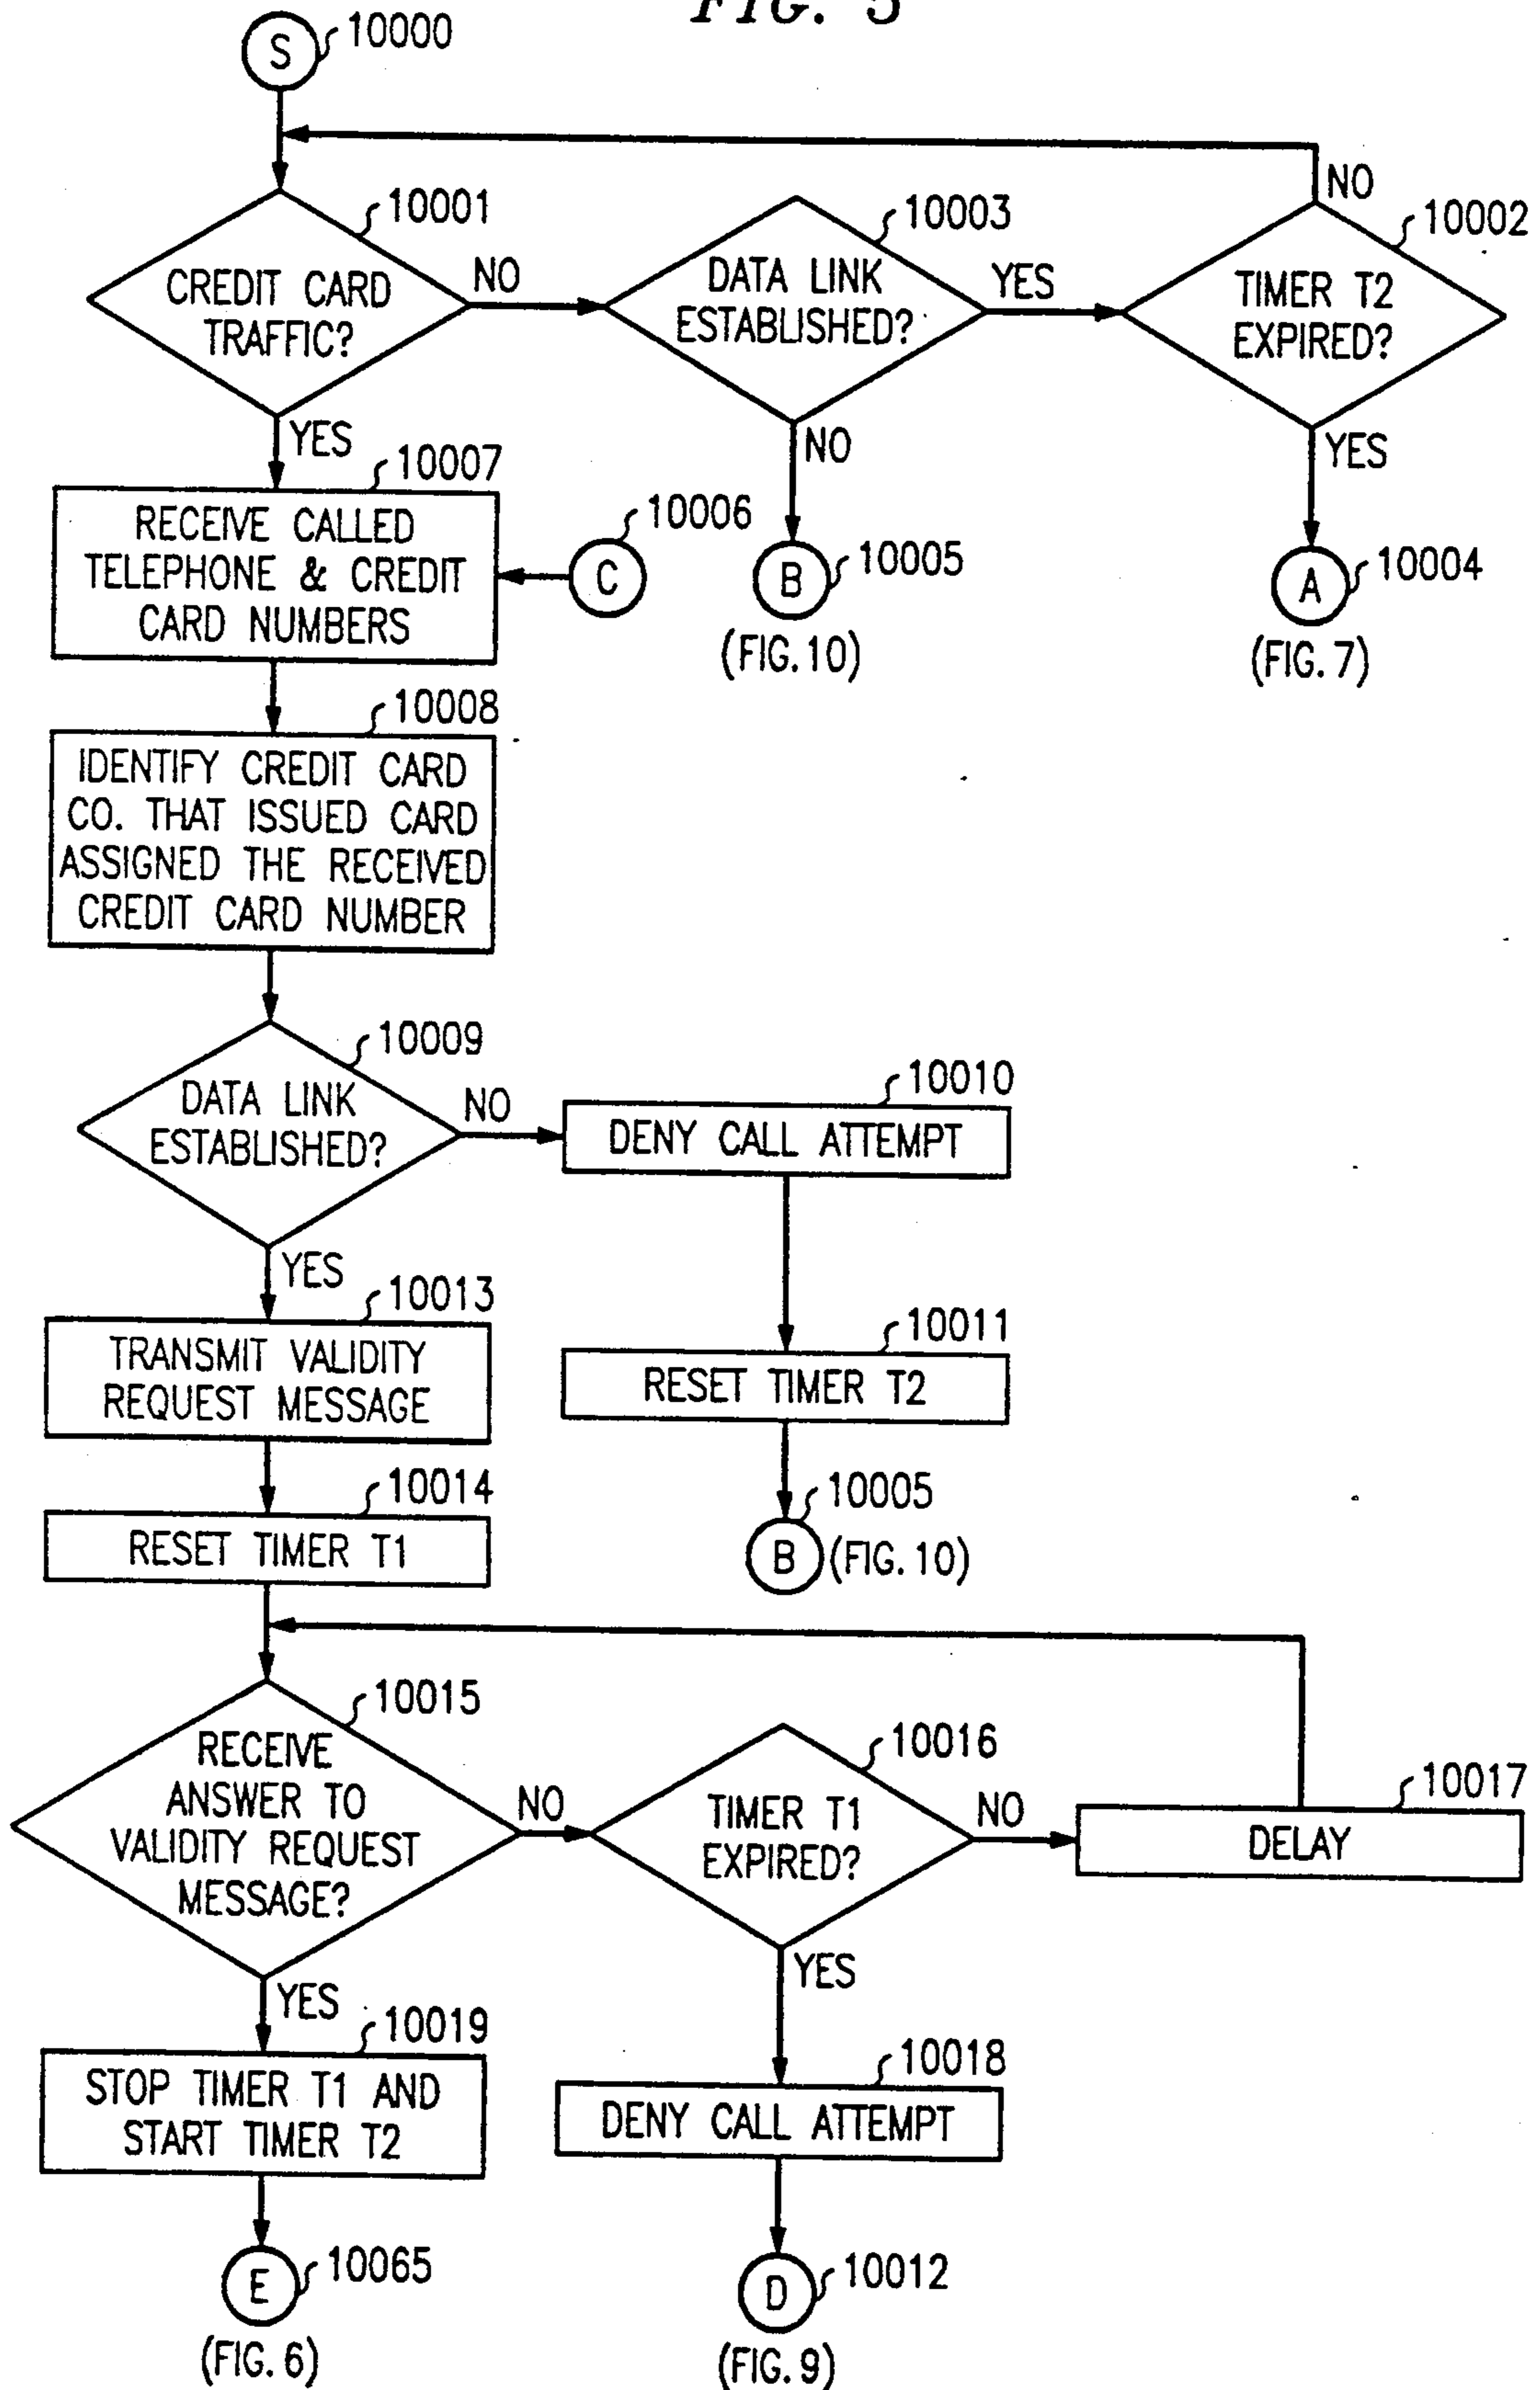 FIG. 5
S
10000
NO
10001
10003
10002
CREDIT CARD
TRAFFIC?
NO
DATA LINK
ESTABLISHED?
YES
TIMER T2
EXPIRED?
YES
NO
YES
10007
RECEIVE CALLED
TELEPHONE & CREDIT
CARD NUMBERS
10006
C
B
10005
(FIG. 10)
A
10004
(FIG. 7)
10008
IDENTIFY CREDIT CARD
CO. THAT ISSUED CARD
ASSIGNED THE RECEIVED
CREDIT CARD NUMBER
10009
DATA LINK
ESTABLISHED?
NO
10010
DENY CALL ATTEMPT
YES
10013
TRANSMIT VALIDITY
REQUEST MESSAGE
10011
RESET TIMER T2
10014
RESET TIMER T1
10005
B
(FIG. 10)
10015
RECEIVE
ANSWER TO
VALIDITY REQUEST
MESSAGE?
NO
10016
TIMER T1
EXPIRED?
NO
10017
DELAY
YES
YES
10019
STOP TIMER T1 AND
START TIMER T2
10018
DENY CALL ATTEMPT
E
10065
(FIG. 6)
D
10012
(FIG. 9)